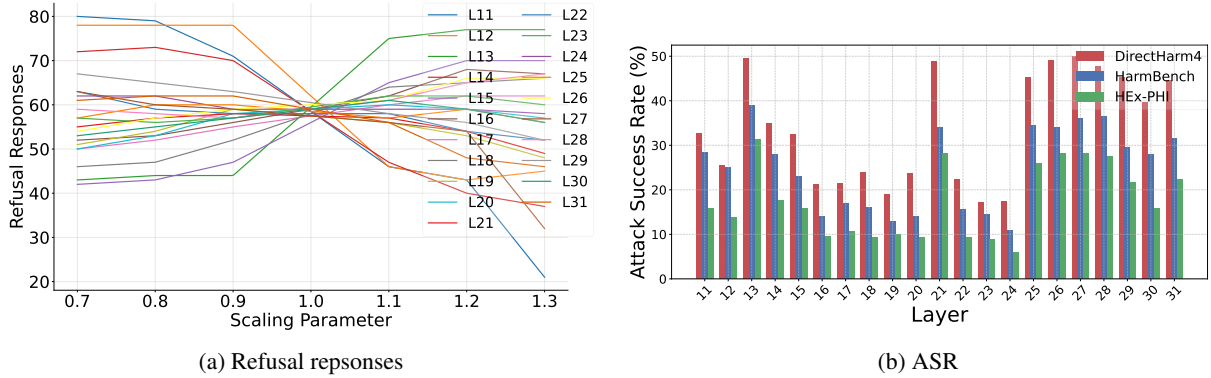 80
70
60
50
40
30
20
Refusal Responses
0.7 0.8 0.9 1.0 1.1 1.2 1.3
Scaling Parameter
L11 L22
L12 L23
L13 L24
L14 L25
L15 L26
L16 L27
L17 L28
L18 L29
L19 L30
L20 L31
L21
(a) Refusal repsonses
50
40
30
20
10
0
Attack Success Rate (%)
DirectHarm4
HarmBench
HEx-PHI
11 12 13 14 15 16 17 18 19 20 21 22 23 24 25 26 27 28 29 30 31
Layer
(b) ASR